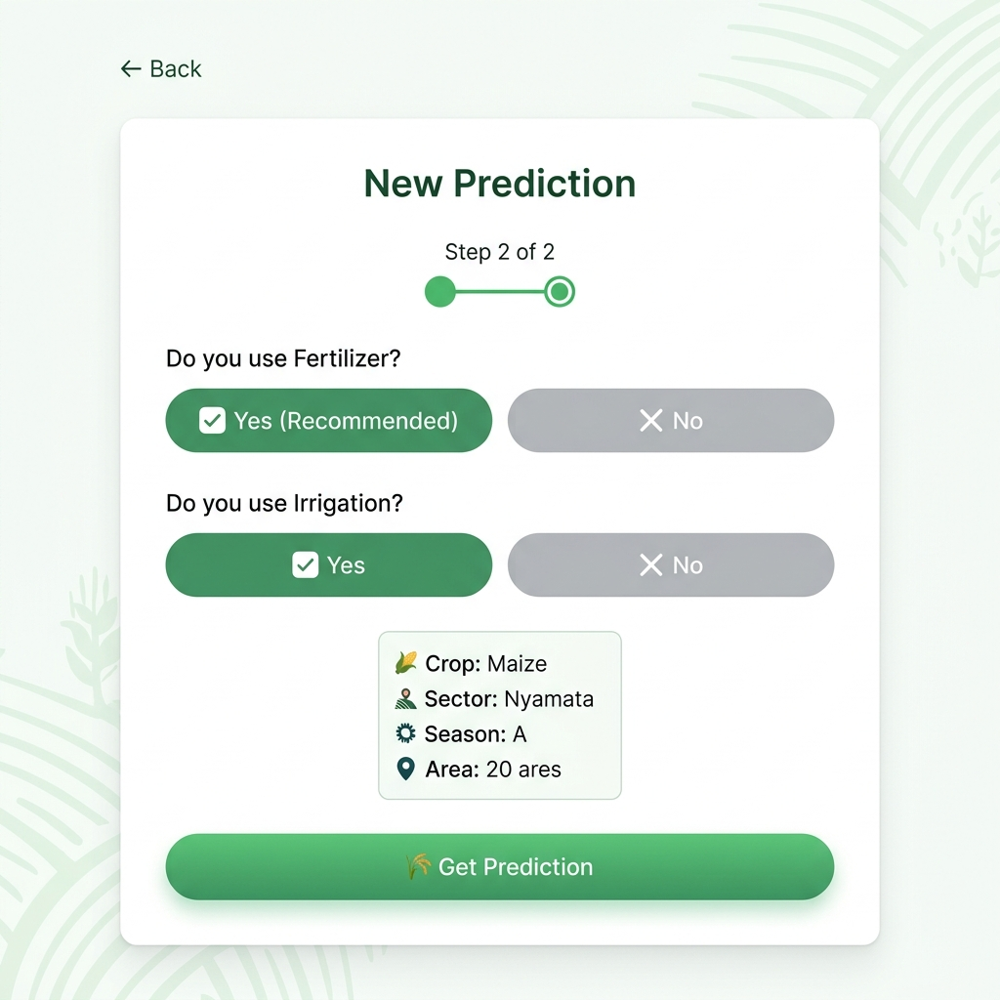 ← Back
New Prediction
Step 2 of 2
Do you use Fertilizer?
Yes (Recommended)
No
Do you use Irrigation?
Yes
No
Crop: Maize
Sector: Nyamata
Season: A
Area: 20 ares
Get Prediction